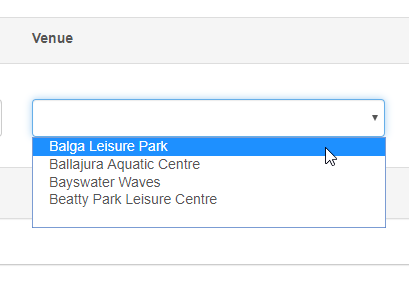 Venue
Balga Leisure Park
Ballajura Aquatic Centre
Bayswater Waves
Beatty Park Leisure Centre